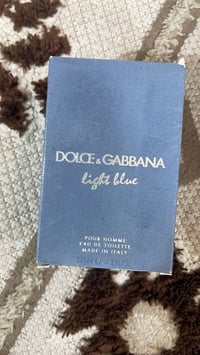 DOLCE & GABBANA
light blue
POUR HOMME
EAU DE TOILETTE
MADE IN ITALY